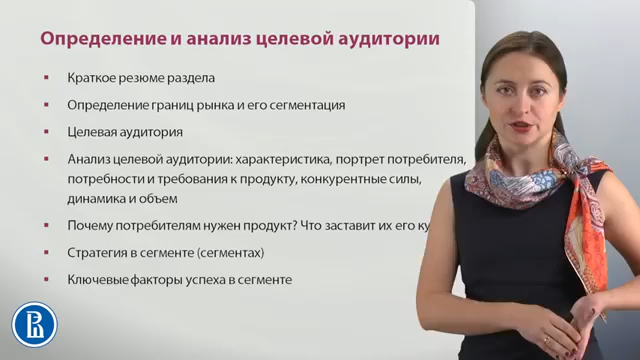 Определение и анализ целевой аудитории
Краткое резюме раздела
Определение границ рынка и его сегментация
Целевая аудитория
Анализ целевой аудитории: характеристика, портрет потребителя,
потребности и требования к продукту, конкурентные силы,
динамика и объем
Почему потребителям нужен продукт? Что заставит их его
Стратегия в сегменте (сегментах)
Ключевые факторы успеха в сегменте